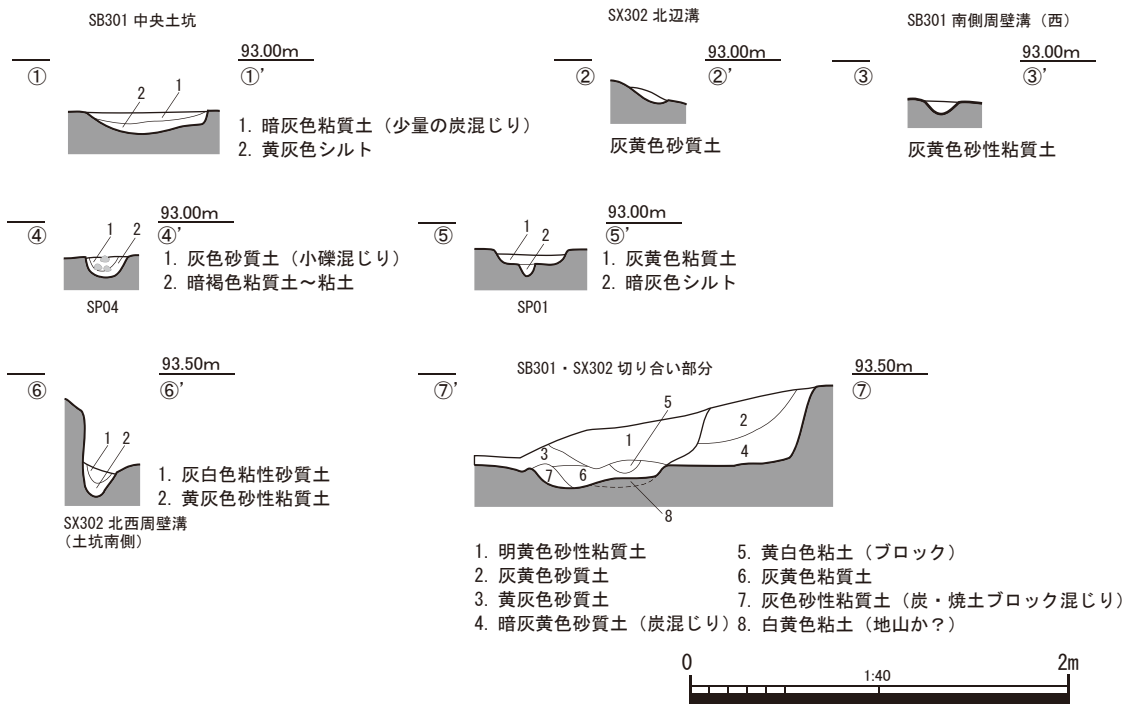 SB301 中央土坑
93.00m
① ①'
1 2
1. 暗灰色粘質土（少量の炭混じり）
2. 黄灰色シルト
SX302 北辺溝
93.00m
② ②'
灰黄色砂質土
SB301 南側周壁溝（西）
93.00m
③ ③'
灰黄色砂性粘質土
93.00m
④ ④'
1 2
1. 灰色砂質土（小礫混じり）
2. 暗褐色粘質土～粘土
SP04
93.00m
⑤ ⑤'
1 2
1. 灰黄色粘質土
2. 暗灰色シルト
SP01
93.50m
⑥ ⑥'
1 2
1. 灰白色粘性砂質土
2. 黄灰色砂性粘質土
SX302 北西周壁溝
（土坑南側）
SB301・SX302 切り合い部分
93.50m
⑦' ⑦
5
2
1
3 4
7 6
8
1. 明黄色砂性粘質土
2. 灰黄色砂質土
3. 黄灰色砂質土
4. 暗灰黄色砂質土（炭混じり）
5. 黄白色粘土（ブロック）
6. 灰黄色粘質土
7. 灰色砂性粘質土（炭・焼土ブロック混じり）
8. 白黄色粘土（地山か？）
0 1:40 2m